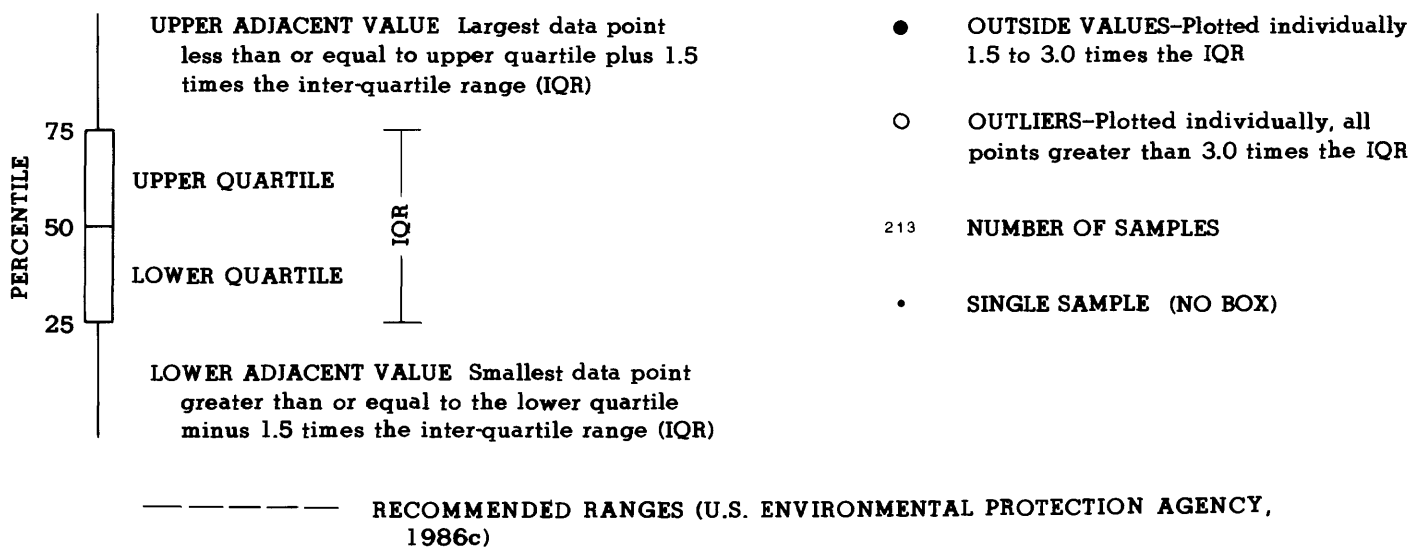 UPPER ADJACENT VALUE Largest data point
less than or equal to upper quartile plus 1.5
times the inter-quartile range (IQR)
75
UPPER QUARTILE
PERCENTILE
50
IQR
LOWER QUARTILE
25
LOWER ADJACENT VALUE Smallest data point
greater than or equal to the lower quartile
minus 1.5 times the inter-quartile range (IQR)
OUTSIDE VALUES–Plotted individually
1.5 to 3.0 times the IQR
OUTLIERS–Plotted individually, all
points greater than 3.0 times the IQR
213 NUMBER OF SAMPLES
SINGLE SAMPLE (NO BOX)
RECOMMENDED RANGES (U.S. ENVIRONMENTAL PROTECTION AGENCY,
1986c)